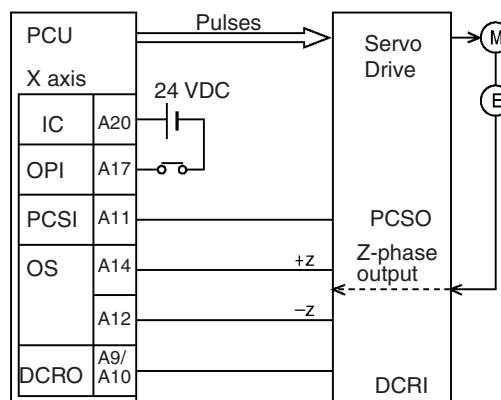 PCU
Pulses
Servo
Drive
M
X axis
24 VDC
E
IC
A20
OPI
A17
PCSI
A11
PCSO
OS
A14
+z
Z-phase
output
A12
−z
DCRO
A9/
A10
DCRI